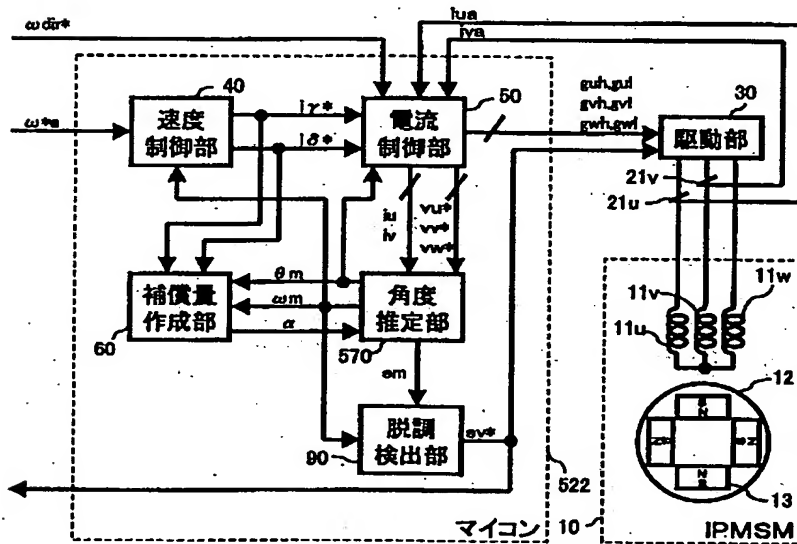 ωdir*
iua
iva
40
50
guh,gul
gvh,gvl
gwh,gwl
30
ω*m
速度
制御部
iγ*
iδ*
電流
制御部
駆動部
21v
21u
iu
iv
vu*
vv*
vw*
11w
11v
11u
補償量
作成部
θm
ωm
α
角度
推定部
60
570
em
12
脱調
検出部
sv*
90
522
S
N
N
S
13
マイコン
10
IPMSM